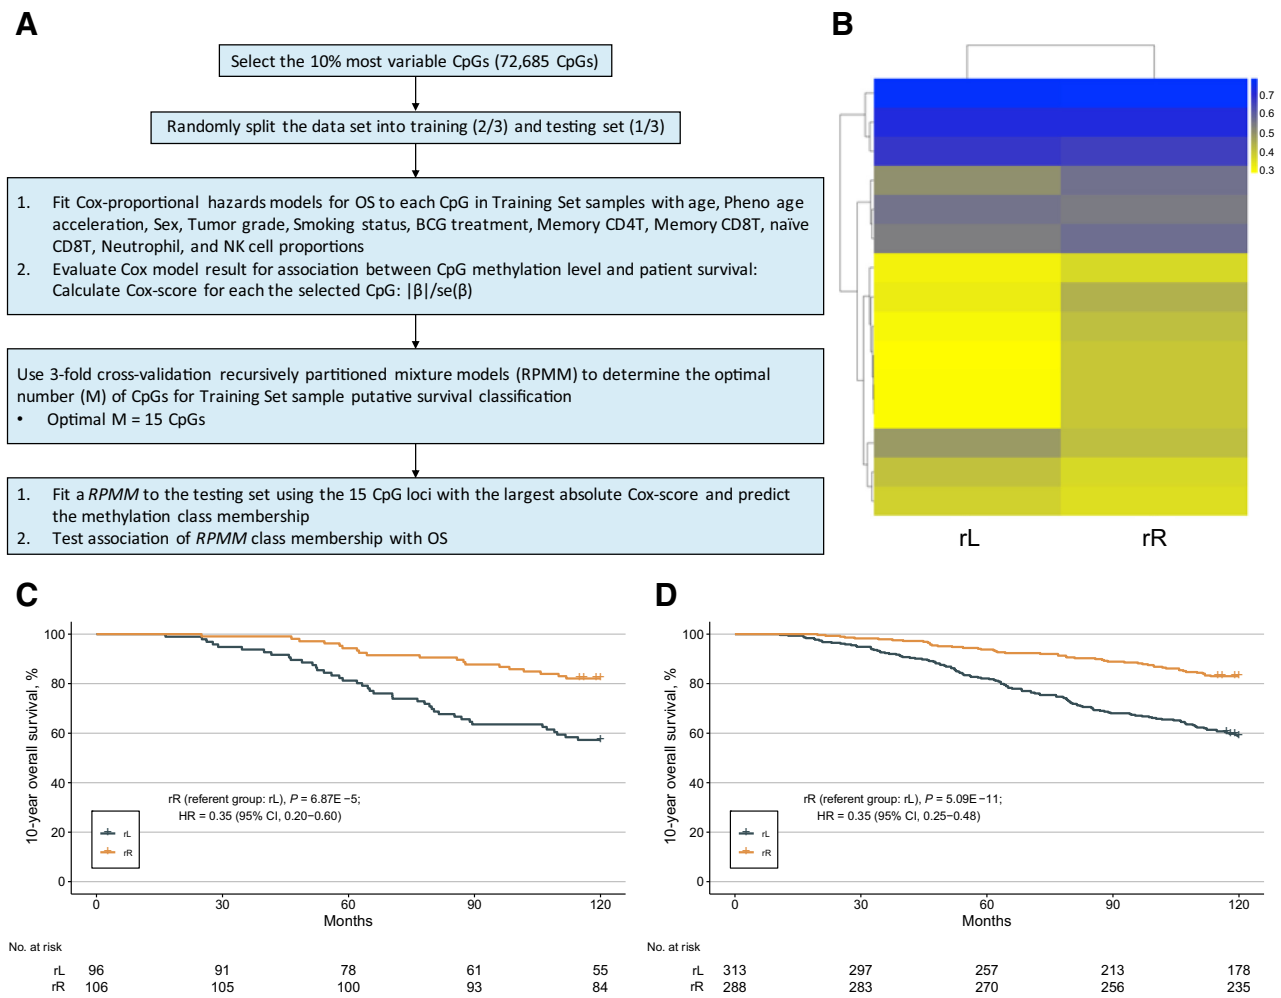 A
Select the 10% most variable CpGs (72,685 CpGs)
Randomly split the data set into training (2/3) and testing set (1/3)
1. Fit Cox-proportional hazards models for OS to each CpG in Training Set samples with age, Pheno age
acceleration, Sex, Tumor grade, Smoking status, BCG treatment, Memory CD4T, Memory CD8T, naïve
CD8T, Neutrophil, and NK cell proportions
2. Evaluate Cox model result for association between CpG methylation level and patient survival:
Calculate Cox-score for each the selected CpG: |β|/se(β)
Use 3-fold cross-validation recursively partitioned mixture models (RPMM) to determine the optimal
number (M) of CpGs for Training Set sample putative survival classification
• Optimal M = 15 CpGs
1. Fit a RPMM to the testing set using the 15 CpG loci with the largest absolute Cox-score and predict
the methylation class membership
2. Test association of RPMM class membership with OS
B
0.7
0.6
0.5
0.4
0.3
rL rR
C
10-year overall survival, %
100
80
60
40
20
0
rR (referent group: rL), P = 6.87E−5;
HR = 0.35 (95% CI, 0.20−0.60)
rL
rR
0 30 60 90 120
Months
No. at risk
rL 96 91 78 61 55
rR 106 105 100 93 84
D
10-year overall survival, %
100
80
60
40
20
0
rR (referent group: rL), P = 5.09E−11;
HR = 0.35 (95% CI, 0.25−0.48)
rL
rR
0 30 60 90 120
Months
No. at risk
rL 313 297 257 213 178
rR 288 283 270 256 235